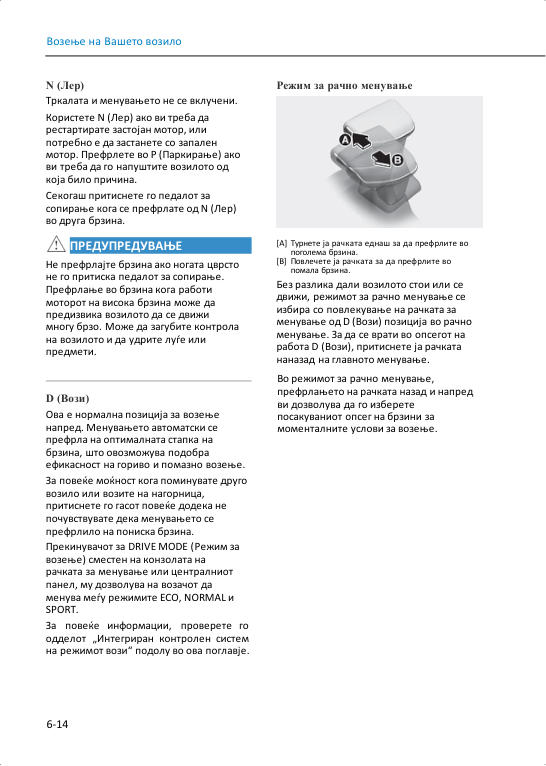 Возење на Вашето возило
N (Лер)
Тркалата и менувањето не се вклучени.
Користете N (Лер) ако ви треба да
рестартирате застојан мотор, или
потребно е да застанете со запален
мотор. Префрлете во P (Паркирање) ако
ви треба да го напуштите возилото од
која било причина.
Секогаш притиснете го педалот за
сопирање кога се префрлате од N (Лер)
во друга брзина.
ПРЕДУПРЕДУВАЊЕ
Не префрлајте брзина ако ногата цврсто
не го притиска педалот за сопирање.
Префрлање во брзина кога работи
моторот на висока брзина може да
предизвика возилото да се движи
многу брзо. Може да загубите контрола
на возилото и да удрите луѓе или
предмети.
D (Вози)
Ова е нормална позиција за возење
напред. Менувањето автоматски се
префрла на оптималната стапка на
брзина, што овозможува подобра
ефикасност на гориво и помазно возење.
За повеќе моќност кога поминувате друго
возило или возите на нагорница,
притиснете го гасот повеќе додека не
почувствувате дека менувањето се
префрлило на пониска брзина.
Прекинувачот за DRIVE MODE (Режим за
возење) сместен на конзолата на
рачката за менување или централниот
панел, му дозволува на возачот да
менува меѓу режимите ECO, NORMAL и
SPORT.
За повеќе информации, проверете го
одделот „Интегриран контролен систем
на режимот вози“ подолу во ова поглавје.
Режим за рачно менување
A
B
[A] Турнете ја рачката еднаш за да префрлите во
поголема брзина.
[B] Повлечете ја рачката за да префрлите во
помала брзина.
Без разлика дали возилото стои или се
движи, режимот за рачно менување се
избира со повлекување на рачката за
менување од D (Вози) позиција во рачно
менување. За да се врати во опсегот на
работа D (Вози), притиснете ја рачката
наназад на главното менување.
Во режимот за рачно менување,
префрлањето на рачката назад и напред
ви дозволува да го изберете
посакуваниот опсег на брзини за
моменталните услови за возење.
6-14